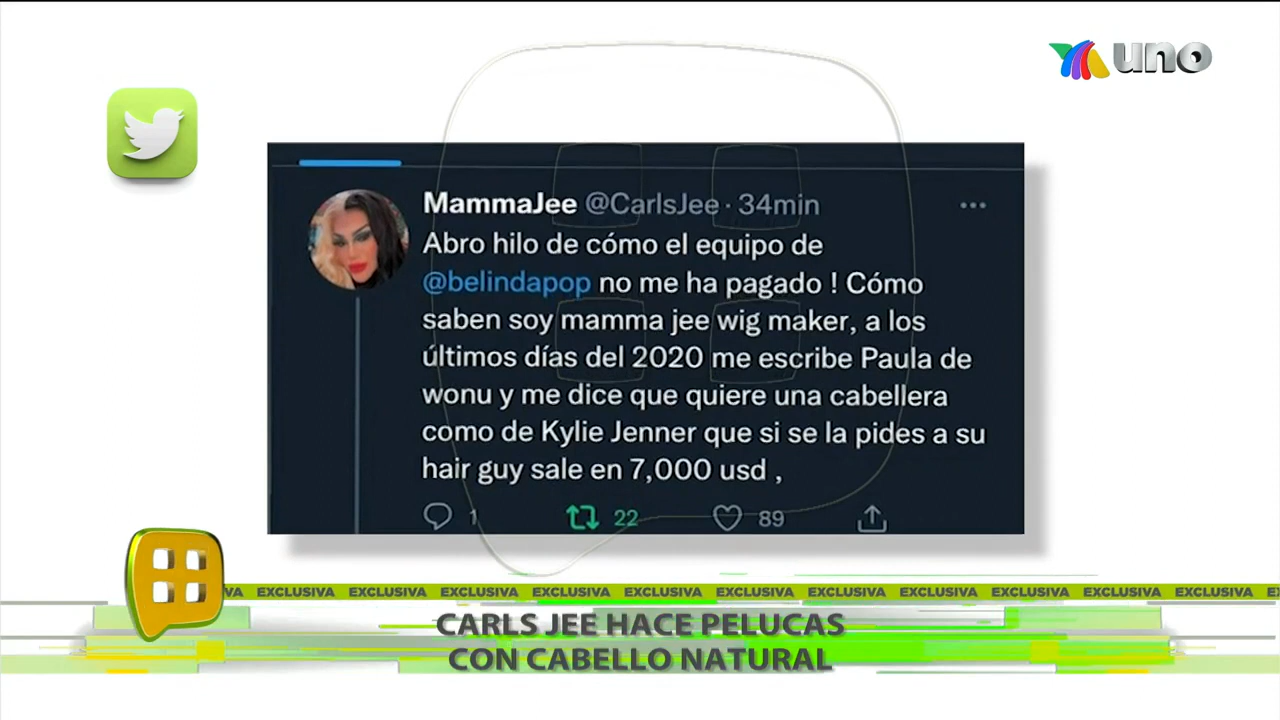 uno
MammaJee @CarlsJee · 34min
Abro hilo de cómo el equipo de
@belindapop no me ha pagado ! Cómo
saben soy mamma jee wig maker, a los
últimos días del 2020 me escribe Paula de
wonu y me dice que quiere una cabellera
como de Kylie Jenner que si se la pides a su
hair guy sale en 7,000 usd ,
1 22 89
VA EXCLUSIVA EXCLUSIVA EXCLUSIVA EXCLUSIVA EXCLUSIVA EXCLUSIVA EXCLUSIVA EXCLUSIVA EXCLUSIVA EXCLUSIVA EXCLUSIVA
CARLS JEE HACE PELUCAS
CON CABELLO NATURAL